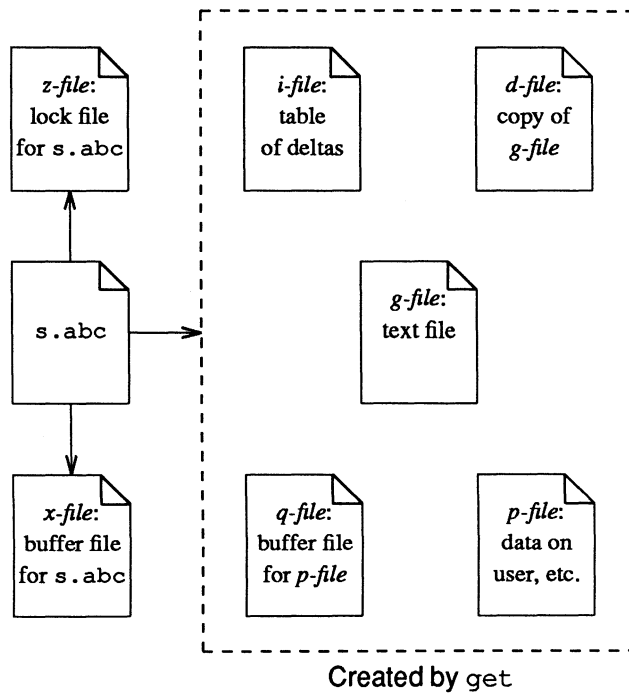 z-file:
lock file
for s.abc
i-file:
table
of deltas
d-file:
copy of
g-file
s.abc
g-file:
text file
x-file:
buffer file
for s.abc
q-file:
buffer file
for p-file
p-file:
data on
user, etc.
Created by get